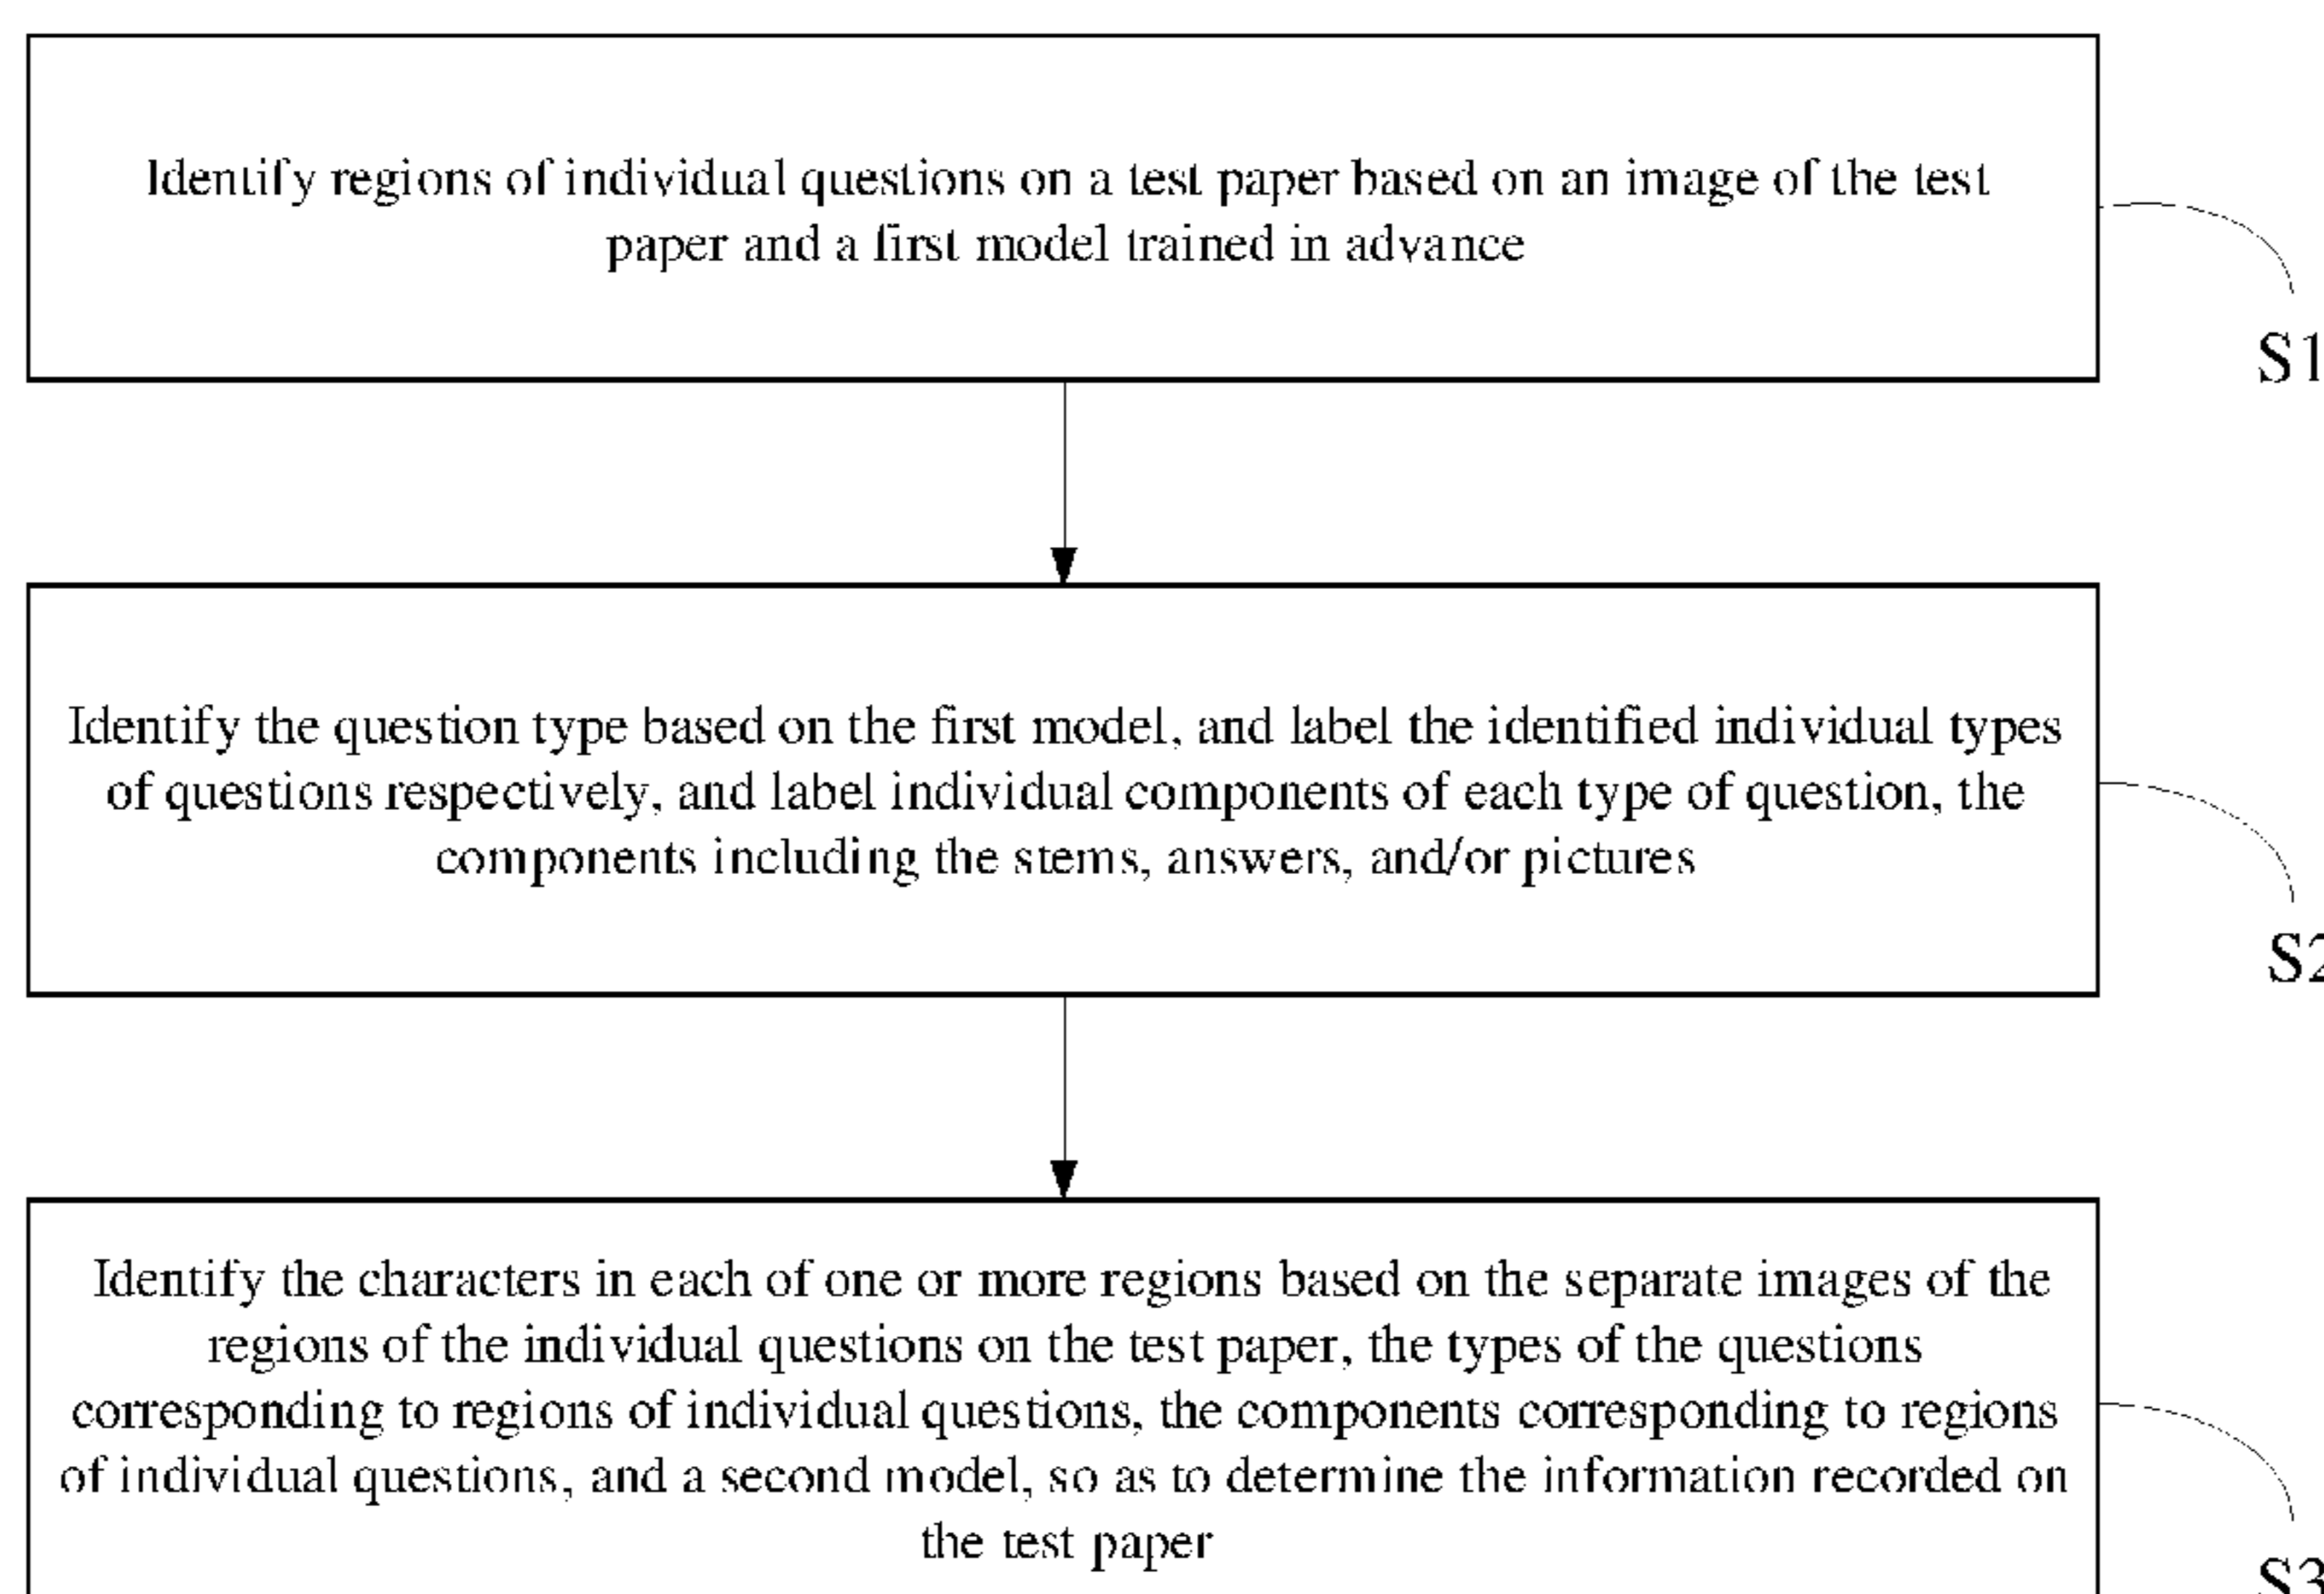 Identify regions of individual questions on a test paper based on an image of the test
paper and a first model trained in advance
S1
Identify the question type based on the first model, and label the identified individual types
of questions respectively, and label individual components of each type of question, the
components including the stems, answers, and/or pictures
S2
Identify the characters in each of one or more regions based on the separate images of the
regions of the individual questions on the test paper, the types of the questions
corresponding to regions of individual questions, the components corresponding to regions
of individual questions, and a second model, so as to determine the information recorded on
the test paper
S3